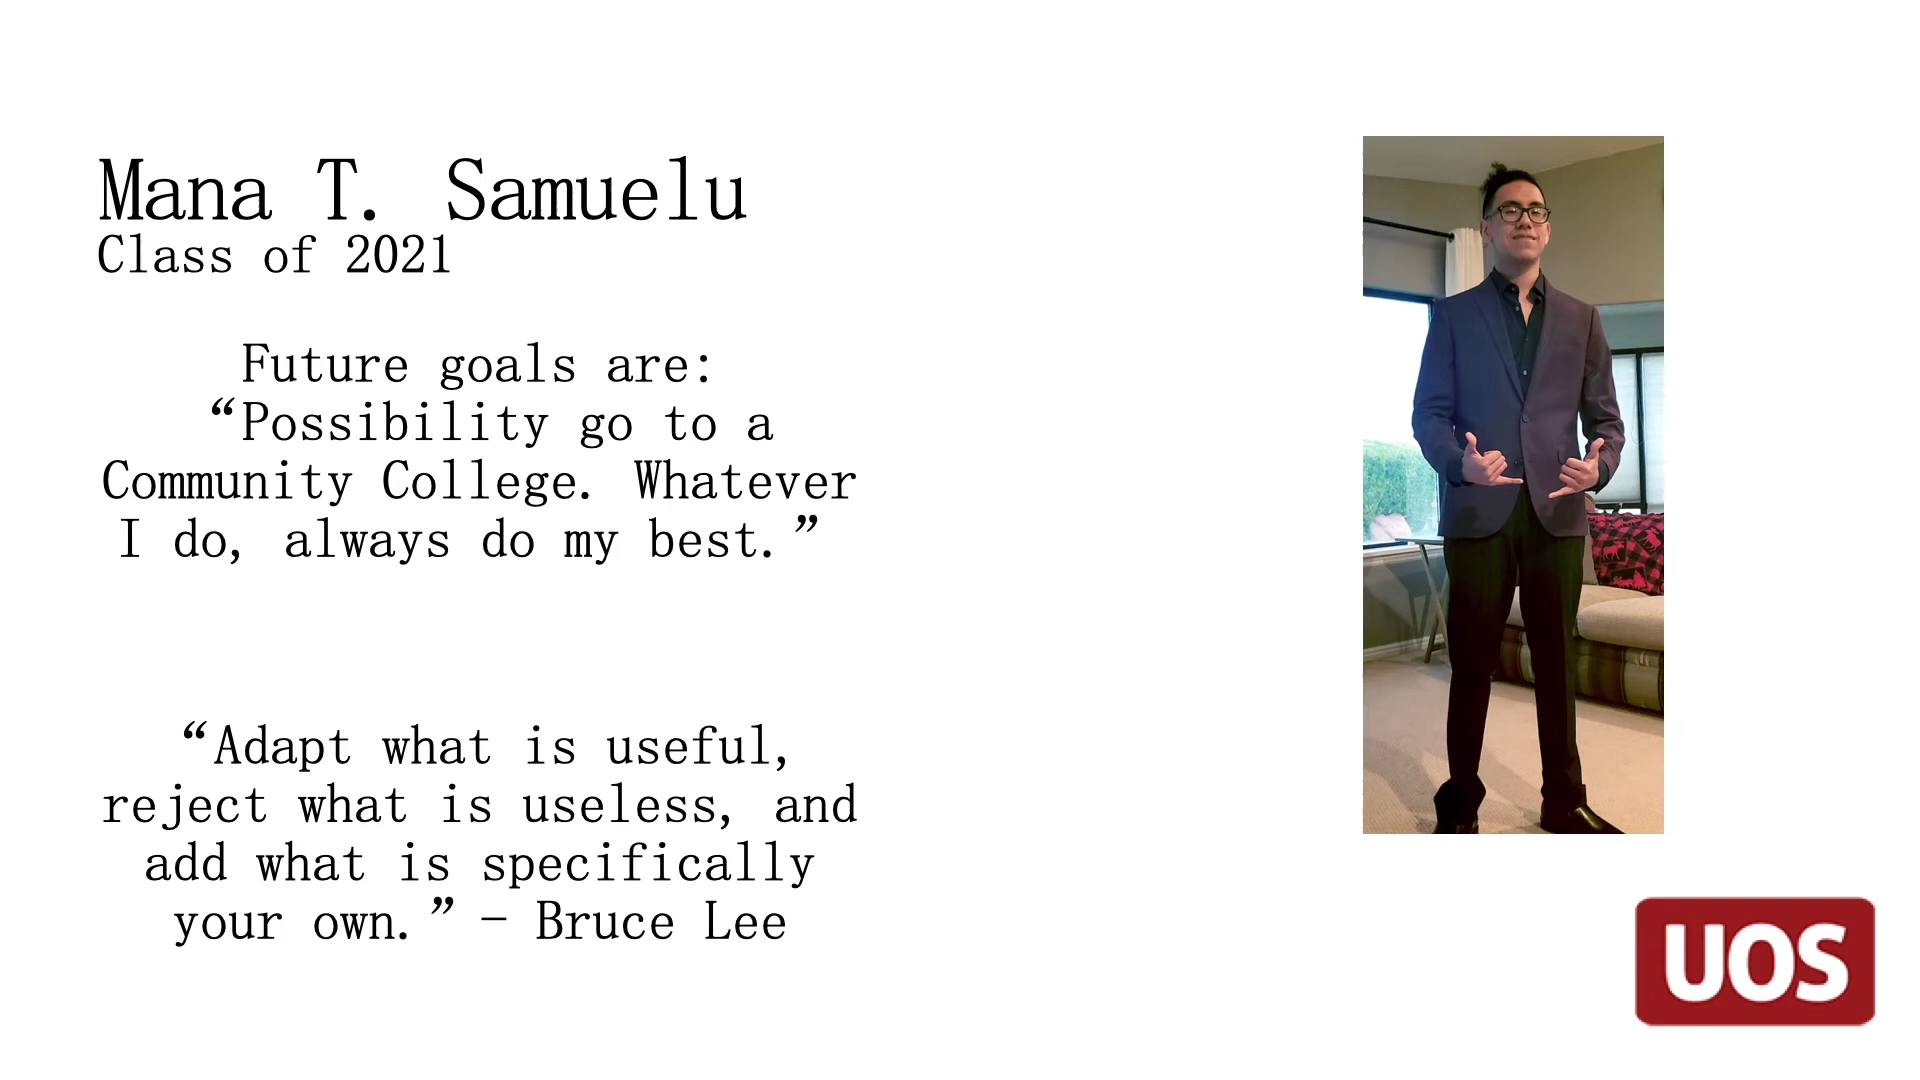 Mana T. Samuelu
Class of 2021
Future goals are:
“Possibility go to a
Community College. Whatever
I do, always do my best.”
“Adapt what is useful,
reject what is useless, and
add what is specifically
your own.” – Bruce Lee
UOS